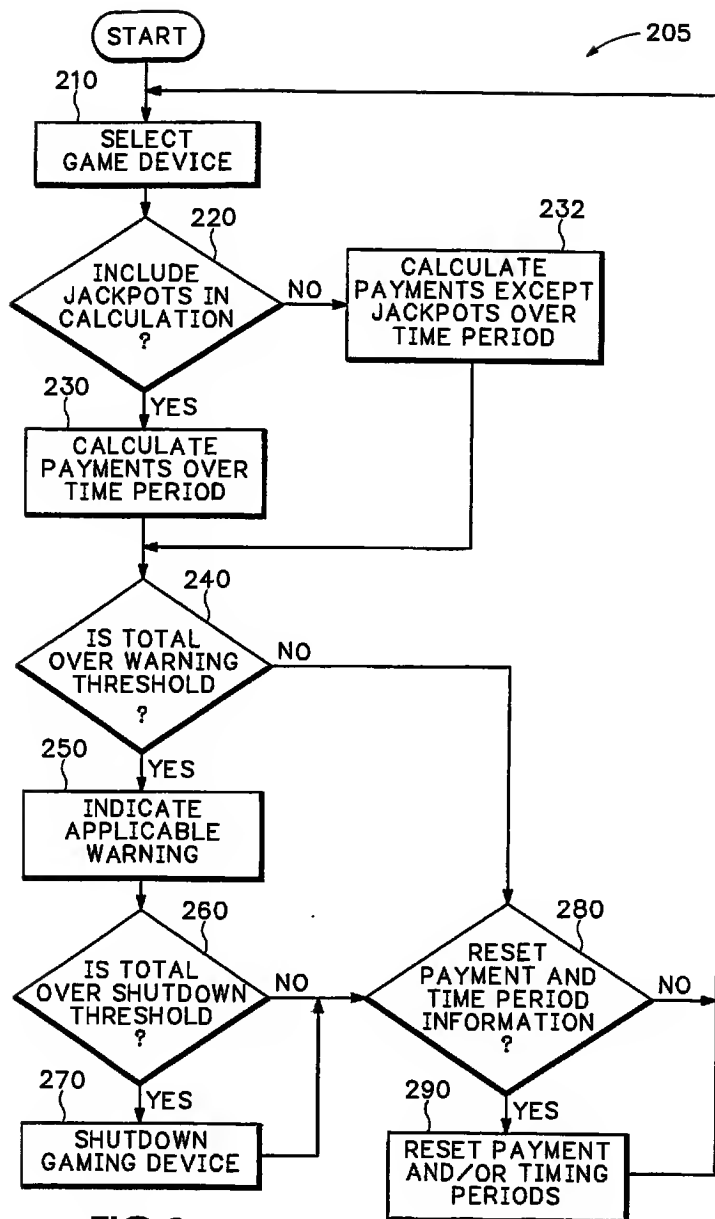 START
205
210
SELECT
GAME DEVICE
220
INCLUDE
JACKPOTS IN
CALCULATION
?
NO
232
CALCULATE
PAYMENTS EXCEPT
JACKPOTS OVER
TIME PERIOD
YES
230
CALCULATE
PAYMENTS OVER
TIME PERIOD
240
IS TOTAL
OVER WARNING
THRESHOLD
?
NO
YES
250
INDICATE
APPLICABLE
WARNING
260
IS TOTAL
OVER SHUTDOWN
THRESHOLD
?
NO
280
RESET
PAYMENT AND
TIME PERIOD
INFORMATION
?
NO
YES
270
SHUTDOWN
GAMING DEVICE
YES
290
RESET PAYMENT
AND/OR TIMING
PERIODS